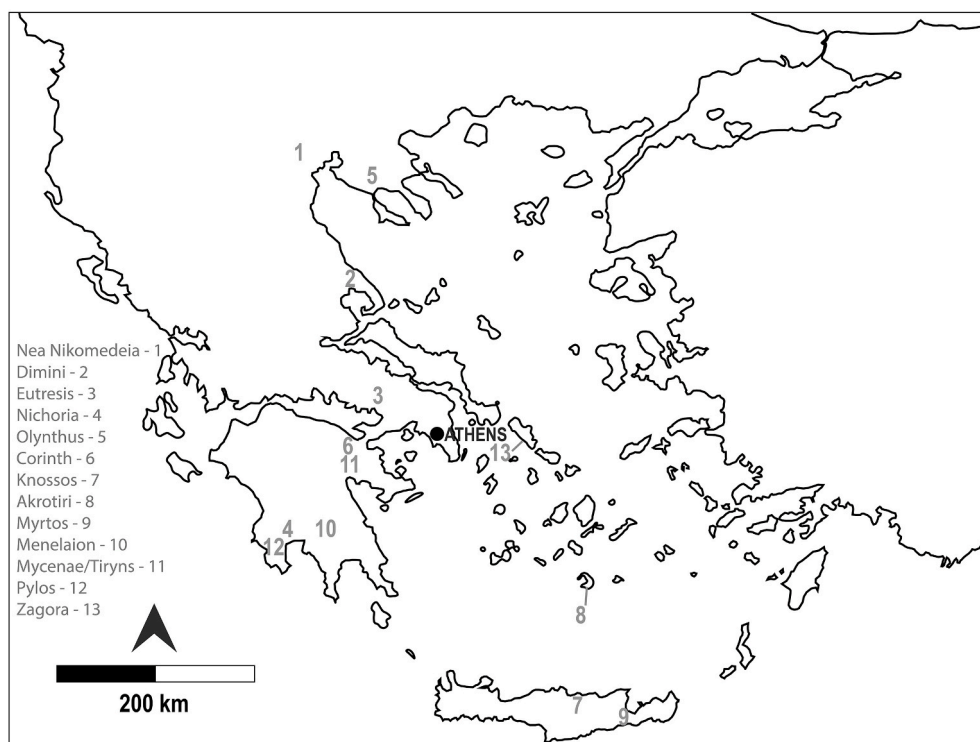 1
5
2
3
ATHENS
6
13
11
4
10
12
8
7
9
Nea Nikomedeia - 1
Dimini - 2
Eutresis - 3
Nichoria - 4
Olynthus - 5
Corinth - 6
Knossos - 7
Akrotiri - 8
Myrtos - 9
Menelaion - 10
Mycenae/Tiryns - 11
Pylos - 12
Zagora - 13
200 km